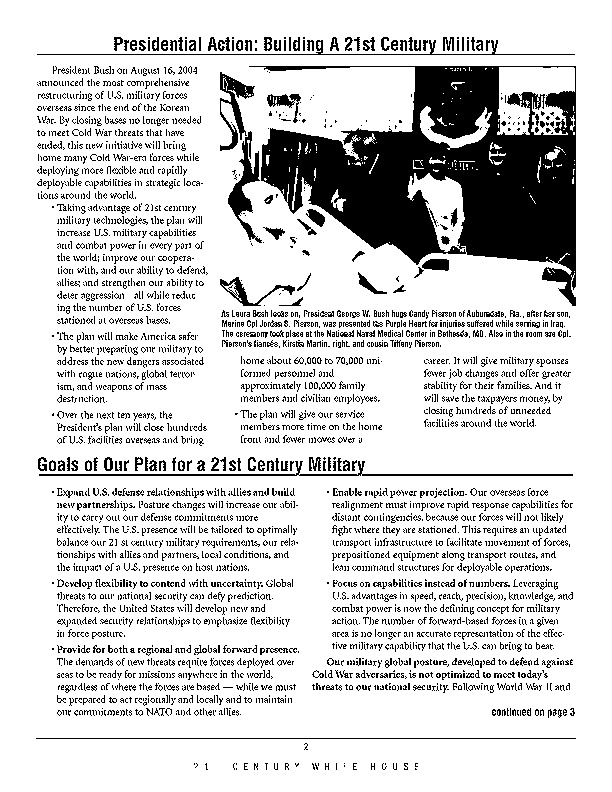 Presidential Action: Building A 21st Century Military
President Bush on August 16, 2004
announced the most comprehensive
restructuring of U.S. military forces
overseas since the end of the Korean
War. By closing bases no longer needed
to meet Cold War threats that have
ended, this new initiative will bring
home many Cold War-era forces while
deploying more flexible and rapidly
deployable capabilities in strategic loca-
tions around the world.
• Taking advantage of 21st century
military technologies, the plan will
increase U.S. military capabilities
and combat power in every part of
the world; improve our coopera-
tion with, and our ability to defend,
allies; and strengthen our ability to
deter aggression all while reduc
ing the number of U.S. forces
stationed at overseas bases.
• The plan will make America safer
by better preparing our military to
address the new dangers associated
with rogue nations, global terror-
ism, and weapons of mass
destruction.
• Over the next ten years, the
President's plan will close hundreds
of U.S. facilities overseas and bring
As Laura Bush looks on, President George W. Bush hugs Candy Pierson of Auburndale, Fla., after her son,
Marine Cpl Jordan S. Pierson, was presented the Purple Heart for injuries suffered while serving in Iraq.
The ceremony took place at the National Naval Medical Center in Bethesda, MD. Also in the room are Cpl.
Pierson's fiancée, Kirstin Martin, right, and cousin Tiffany Pierson.
home about 60,000 to 70,000 uni-
formed personnel and
approximately 100,000 family
members and civilian employees.
• The plan will give our service
members more time on the home
front and fewer moves over a
career. It will give military spouses
fewer job changes and offer greater
stability for their families. And it
will save the taxpayers money, by
closing hundreds of unneeded
facilities around the world.
Goals of Our Plan for a 21st Century Military
• Expand U.S. defense relationships with allies and build
new partnerships. Posture changes will increase our abil-
ity to carry out our defense commitments more
effectively. The U.S. presence will be tailored to optimally
balance our 21 st century military requirements, our rela-
tionships with allies and partners, local conditions, and
the impact of a U.S. presence on host nations.
• Develop flexibility to contend with uncertainty. Global
threats to our national security can defy prediction.
Therefore, the United States will develop new and
expanded security relationships to emphasize flexibility
in force posture.
• Provide for both a regional and global forward presence.
The demands of new threats require forces deployed over
seas to be ready for missions anywhere in the world,
regardless of where the forces are based — while we must
be prepared to act regionally and locally and to maintain
our commitments to NATO and other allies.
• Enable rapid power projection. Our overseas force
realignment must improve rapid response capabilities for
distant contingencies, because our forces will not likely
fight where they are stationed. This requires an updated
transport infrastructure to facilitate movement of forces,
prepositioned equipment along transport routes, and
lean command structures for deployable operations.
• Focus on capabilities instead of numbers. Leveraging
U.S. advantages in speed, reach, precision, knowledge, and
combat power is now the defining concept for military
action. The number of forward-based forces in a given
area is no longer an accurate representation of the effec-
tive military capability that the U.S. can bring to bear.
Our military global posture, developed to defend against
Cold War adversaries, is not optimized to meet today's
threats to our national security. Following World War II and
continued on page 3
2
21 CENTURY WHITE HOUSE